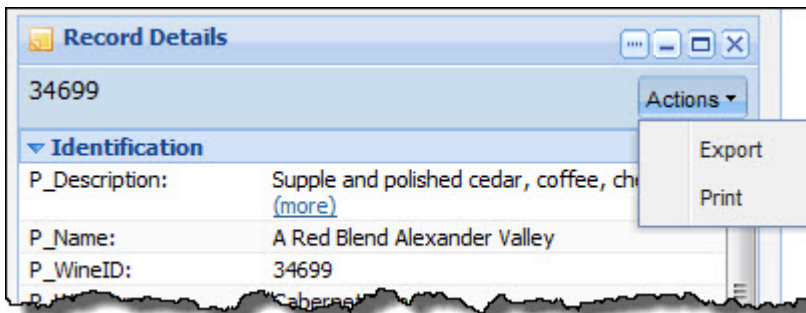 Record Details
34699
Actions
Identification
Export
P_Description: Supple and polished cedar, coffee,
(more)
Print
P_Name: A Red Blend Alexander Valley
P_WineID: 34699